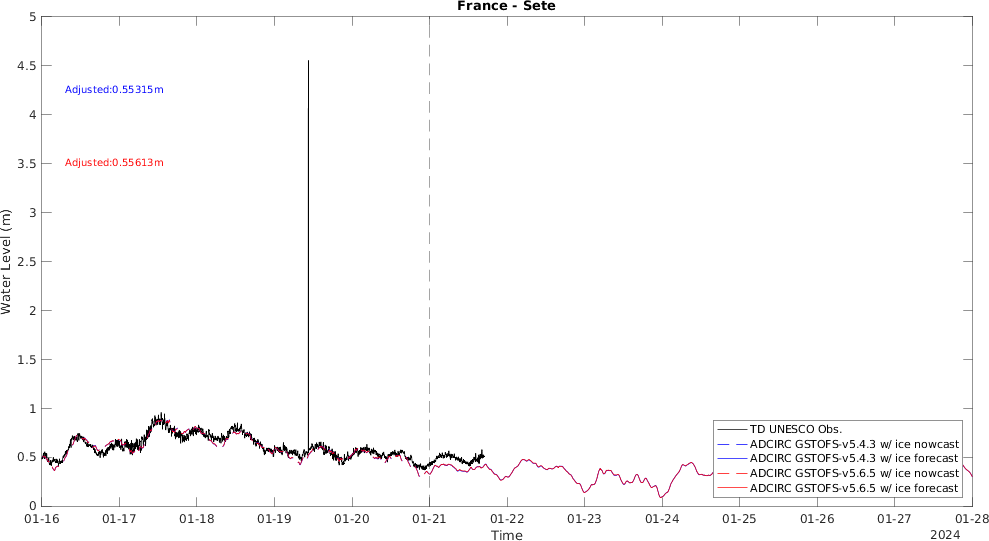 France - Sete
5
4.5
4
3.5
3
2.5
2
1.5
1
0.5
0
Water Level (m)
Adjusted:0.55315m
Adjusted:0.55613m
TD UNESCO Obs.
ADCIRC GSTOFS-v5.4.3 w/ ice nowcast
ADCIRC GSTOFS-v5.4.3 w/ ice forecast
ADCIRC GSTOFS-v5.6.5 w/ ice nowcast
ADCIRC GSTOFS-v5.6.5 w/ ice forecast
01-16 01-17 01-18 01-19 01-20 01-21 01-22 01-23 01-24 01-25 01-26 01-27 01-28
Time
2024